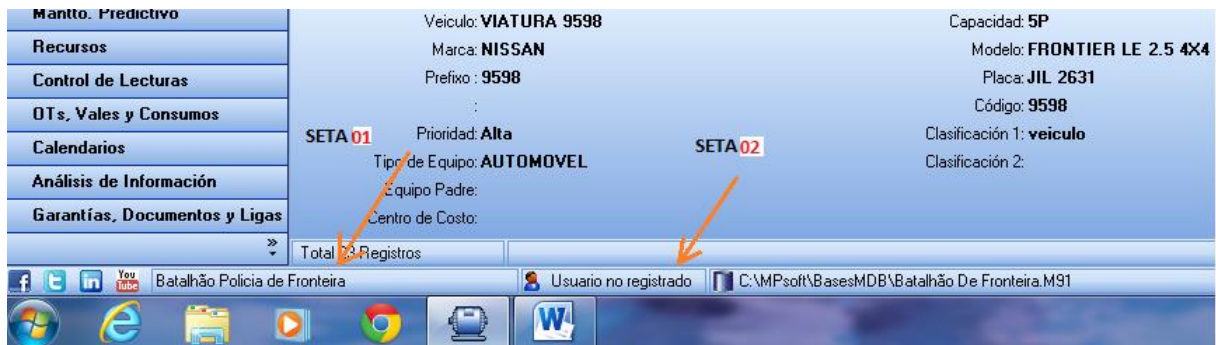 Mantto. Predictivo
Recursos
Control de Lecturas
OTs, Vales y Consumos
Calendarios
Análisis de Información
Garantías, Documentos y Ligas
Veiculo: VIATURA 9598
Marca: NISSAN
Prefixo : 9598
:
Prioridad: Alta
Tipo de Equipo: AUTOMOVEL
Equipo Padre:
Centro de Costo:
Capacidad: 5P
Modelo: FRONTIER LE 2.5 4X4
Placa: JIL 2631
Código: 9598
Clasificación 1: veiculo
Clasificación 2:
SETA 01
SETA 02
Total 23 Registros
You Tube
Batalhão Policia de Fronteira
Usuario no registrado
C:\MPsoft\BasesMDB\Batalhão De Fronteira.M91